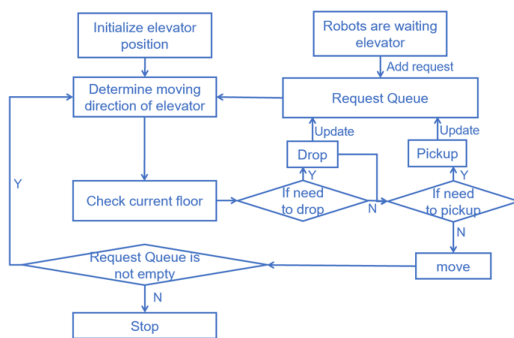 Initialize elevator
position
Robots are waiting
elevator
Add request
Determine moving
direction of elevator
Request Queue
Update
Update
Drop
Pickup
Y
Y
Y
Check current floor
If need
to drop
N
If need
to pickup
N
Request Queue is
not empty
move
N
Stop